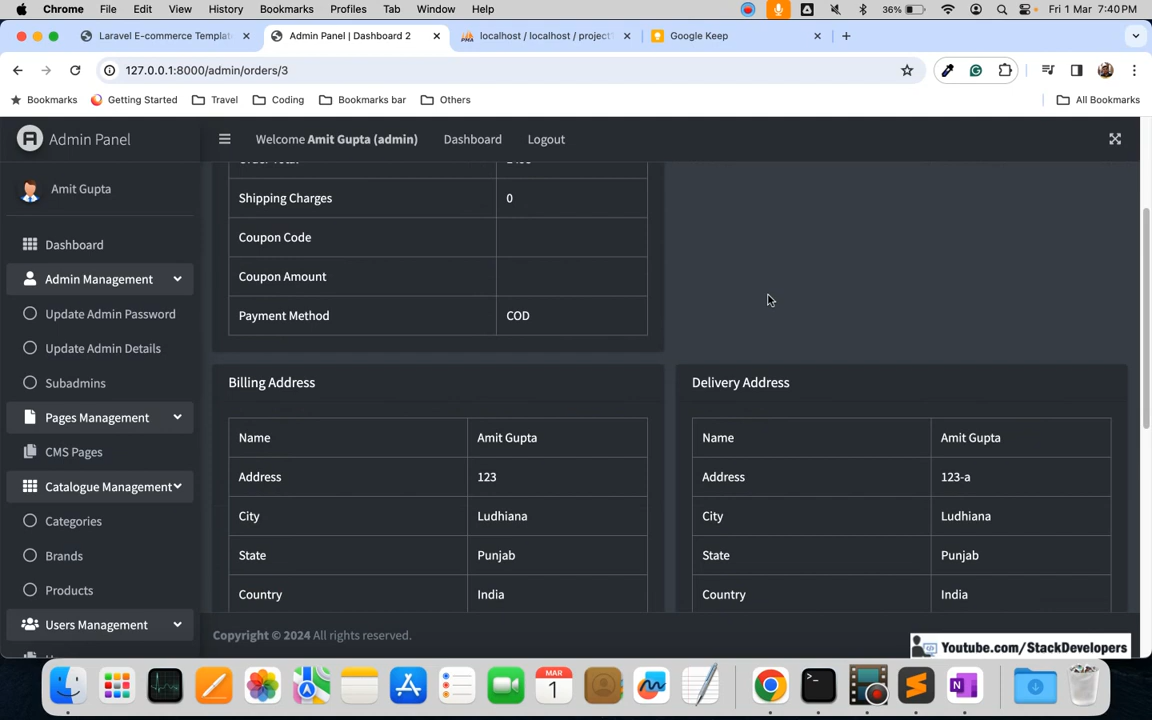 Chrome File Edit View History Bookmarks Profiles Tab Window Help 36% Fri 1 Mar 7:40 PM
Laravel E-commerce Templat Admin Panel | Dashboard 2 localhost / localhost / project Google Keep
127.0.0.1:8000/admin/orders/3
Bookmarks Getting Started Travel Coding Bookmarks bar Others All Bookmarks
Admin Panel Welcome Amit Gupta (admin) Dashboard Logout
Amit Gupta
Shipping Charges 0
Dashboard
Coupon Code
Admin Management
Coupon Amount
Update Admin Password
Payment Method COD
Update Admin Details
Subadmins
Billing Address Delivery Address
Pages Management
Name Amit Gupta Name Amit Gupta
CMS Pages
Address 123 Address 123-a
Catalogue Management
City Ludhiana City Ludhiana
Categories
State Punjab State Punjab
Brands
Products
Country India Country India
Users Management
Copyright © 2024 All rights reserved.
Youtube.com/StackDevelopers
MAR
1